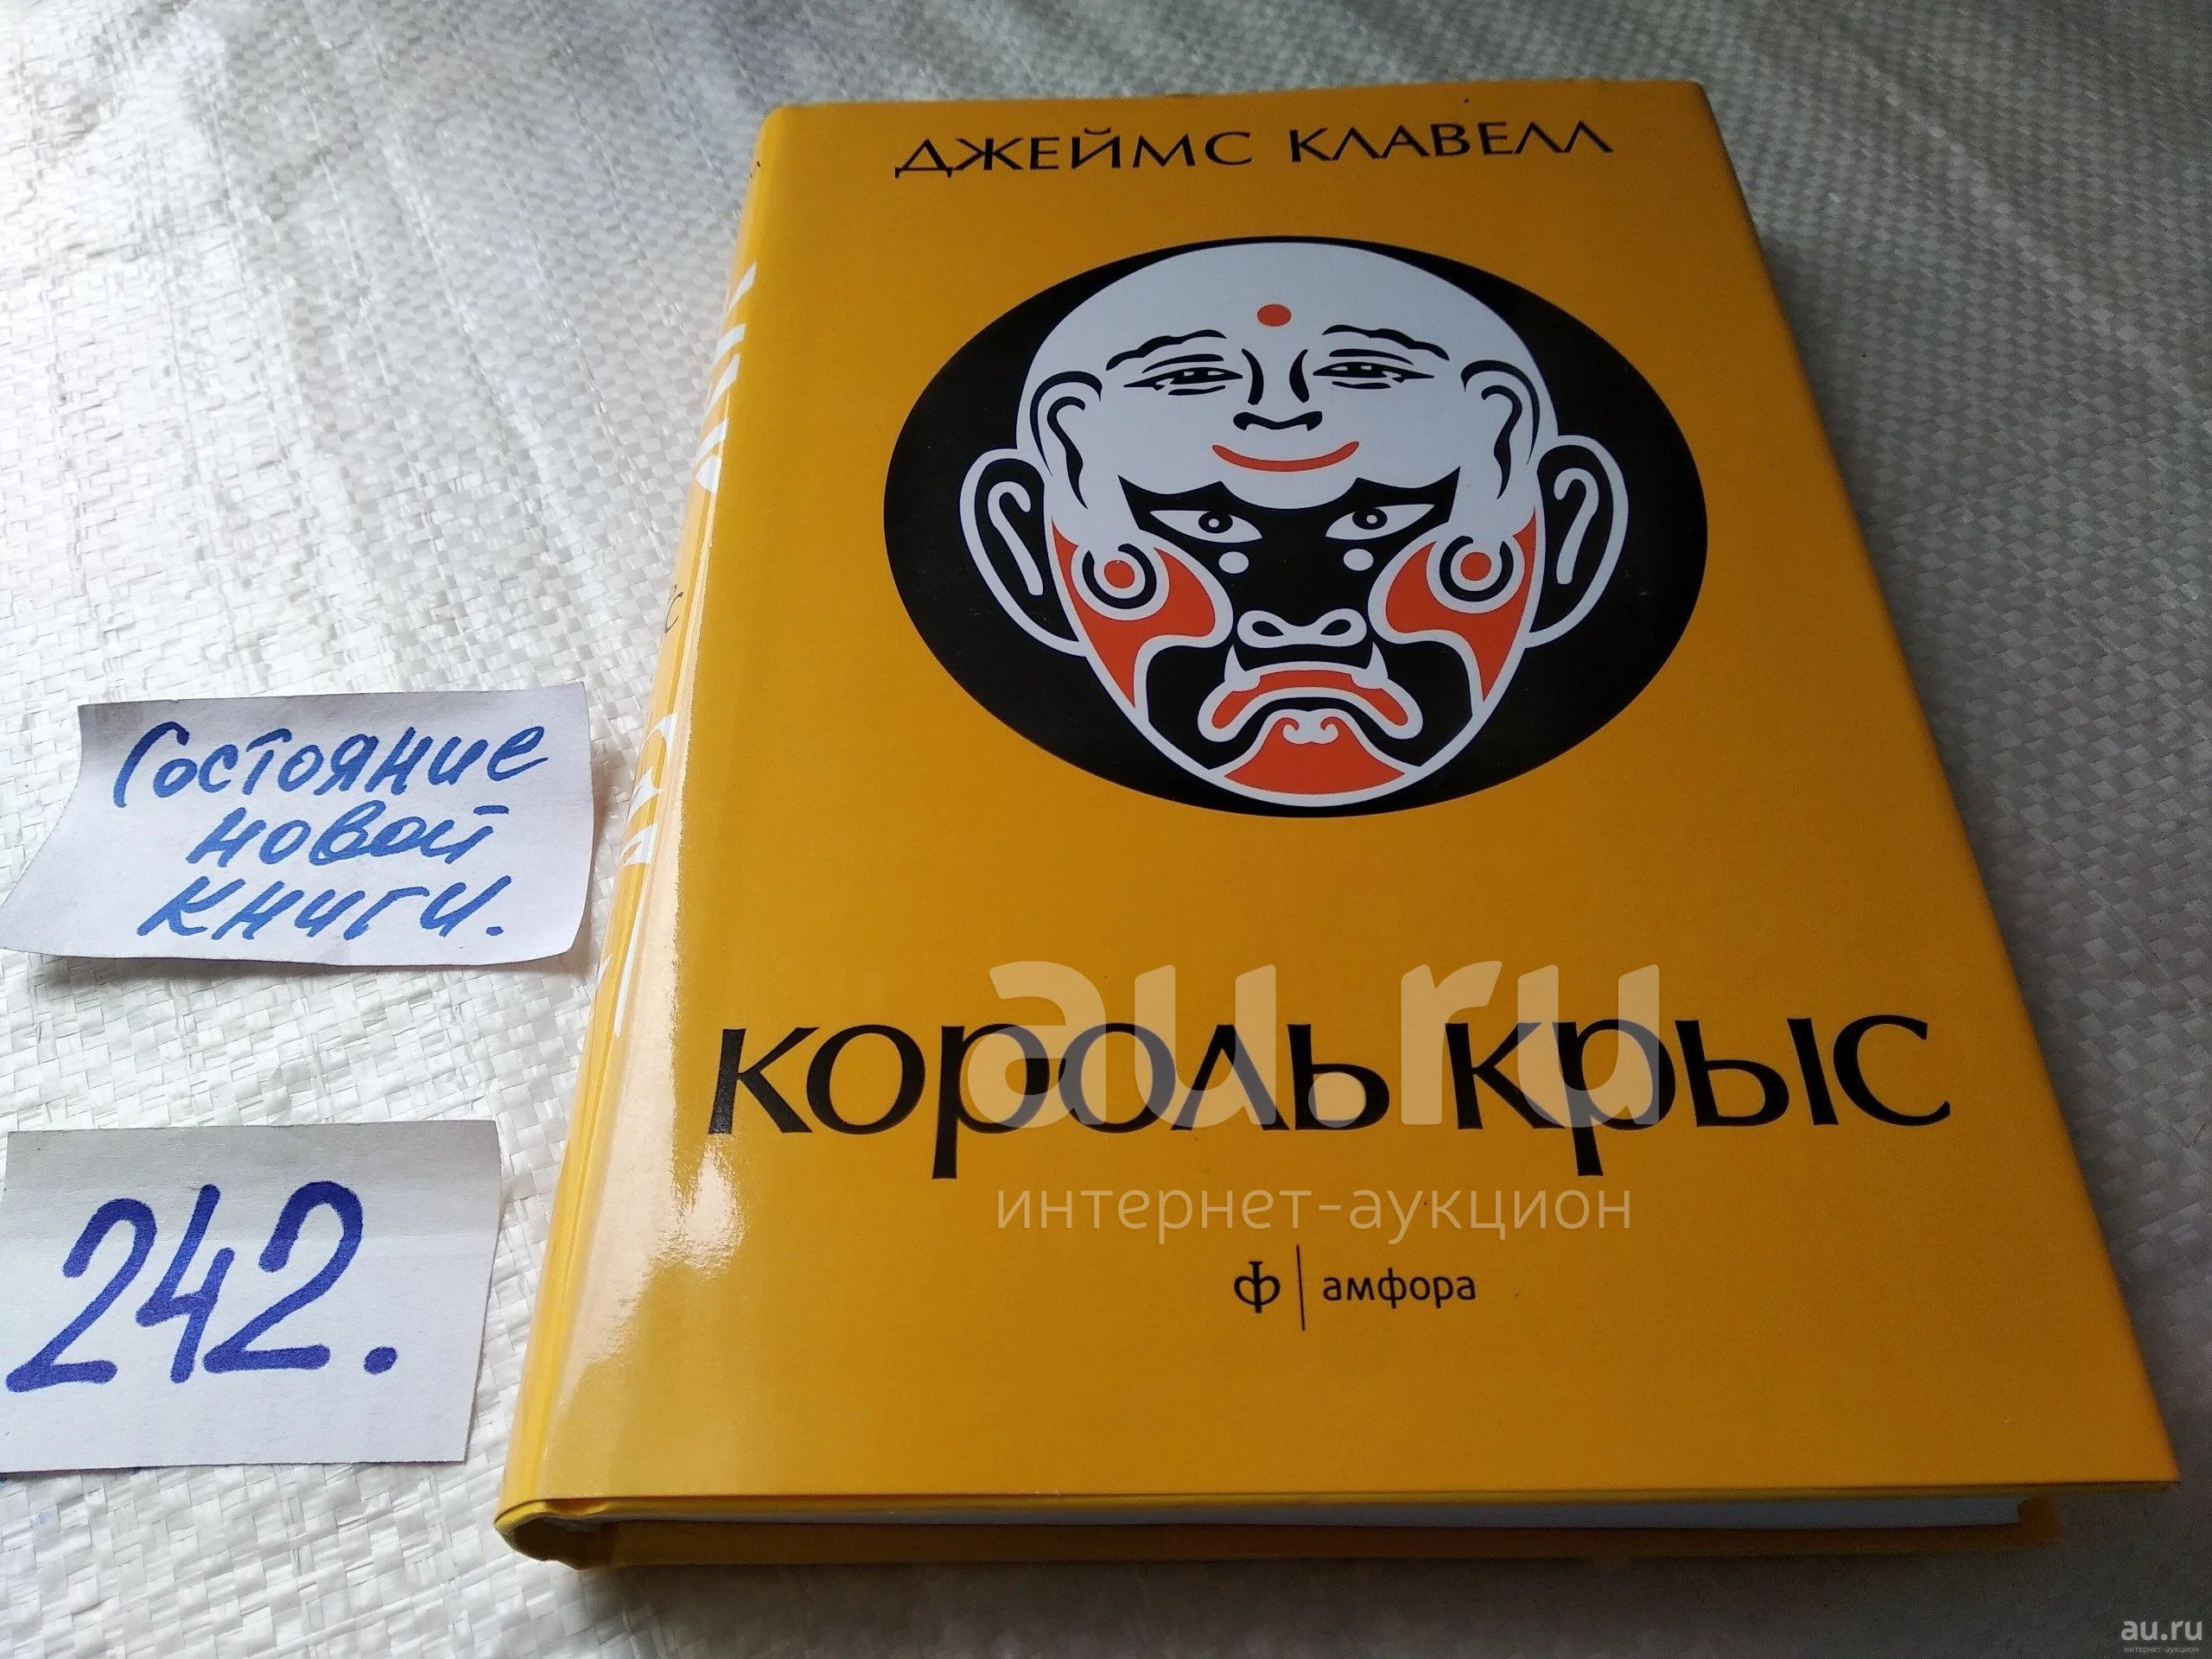 ДЖЕЙМС КЛАВЕЛЛ
Состояние
новой
книги.
король крыс
au.ru
интернет-аукцион
амфора
242.
au.ru
интернет-аукцион